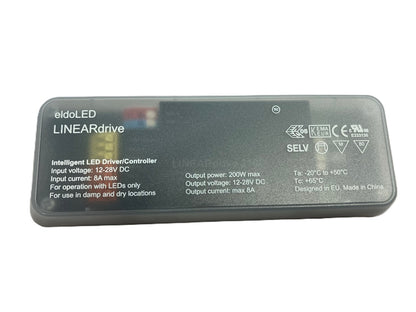 eldoLED
LINEARdrive
Intelligent LED Driver/Controller
Input voltage: 12-28V DC
Input current: 8A max
For operation with LEDs only
For use in damp and dry locations
Output power: 200W max
Output voltage: 12-28V DC
Output current: max 8A
SELV
Ta: -20°C to +50°C
Tc: +65°C
Designed in EU, Made in China